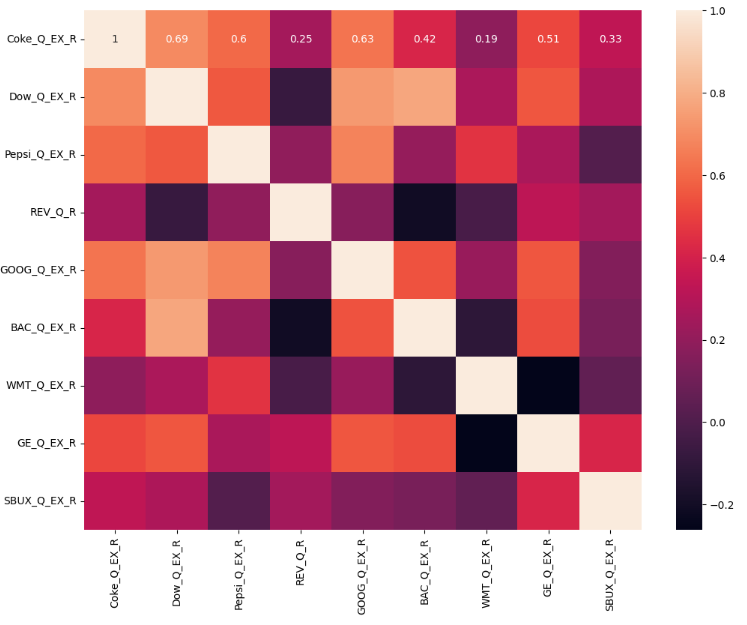 Coke_Q_EX_R 1 0.69 0.6 0.25 0.63 0.42 0.19 0.51 0.33
Dow_Q_EX_R
Pepsi_Q_EX_R
REV_Q_R
GOOG_Q_EX_R
BAC_Q_EX_R
WMT_Q_EX_R
GE_Q_EX_R
SBUX_Q_EX_R
Coke_Q_EX_R
Dow_Q_EX_R
Pepsi_Q_EX_R
REV_Q_R
GOOG_Q_EX_R
BAC_Q_EX_R
WMT_Q_EX_R
GE_Q_EX_R
SBUX_Q_EX_R
1.0
0.8
0.6
0.4
0.2
0.0
−0.2